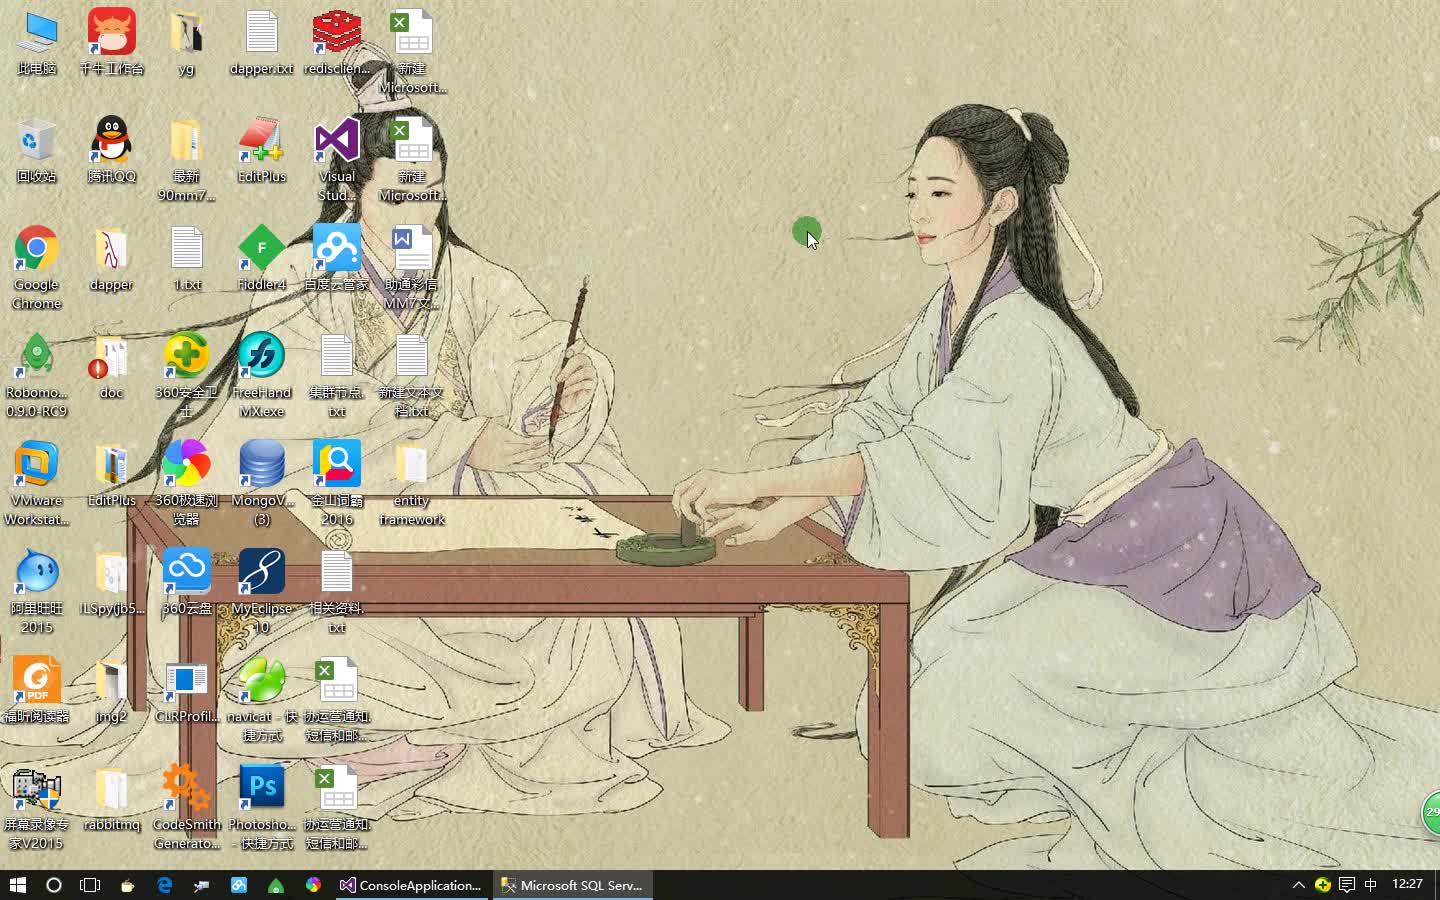 此电脑
千牛工作台
yg
dapper.txt
redisclien...
新建
Microsoft...
回收站
腾讯QQ
最新
90mm7...
EditPlus
Visual
Stud...
新建
Microsoft...
Google
Chrome
dapper
1.txt
Fiddler4
百度云管家
助通彩信
MM7文...
Robomo...
0.9.0-RC9
doc
360安全卫
士
FreeHand
MX.exe
集群节点.
txt
新建文本文
档.txt
VMware
Workstat...
EditPlus
360极速浏
览器
MongoV...
(3)
金山词霸
2016
entity
framework
阿里旺旺
2015
ILSpy(jb5...
360云盘
MyEclipse
10
相关资料.
txt
PDF
福昕阅读器
img2
CLRProfil...
navicat - 快
捷方式
协运营通知.
短信和邮...
屏幕录像专
家V2015
rabbitmq
CodeSmith
Generato...
Ps
Photosho...
- 快捷方式
协运营通知.
短信和邮...
29
ConsoleApplication...
Microsoft SQL Serv...
中
12:27